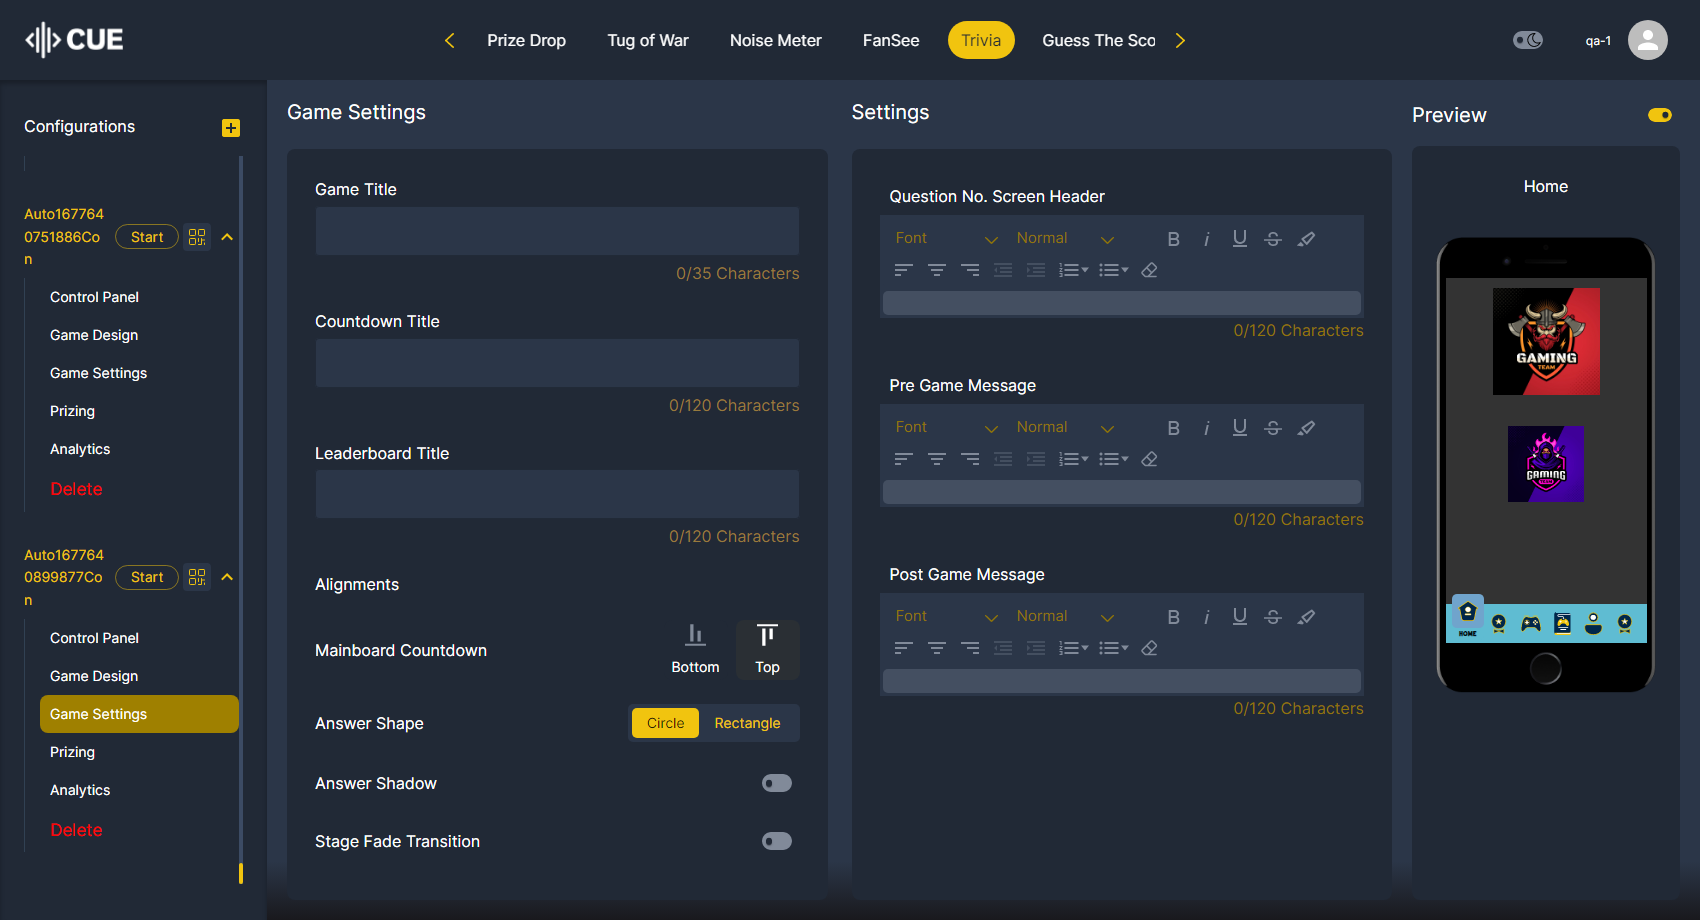 CUE
Prize Drop
Tug of War
Noise Meter
FanSee
Trivia
Guess The Sco
qa-1
Configurations
Auto167764
0751886Co
n
Start
Control Panel
Game Design
Game Settings
Prizing
Analytics
Delete
Auto167764
0899877Co
n
Start
Control Panel
Game Design
Game Settings
Prizing
Analytics
Delete
Game Settings
Game Title
0/35 Characters
Countdown Title
0/120 Characters
Leaderboard Title
0/120 Characters
Alignments
Mainboard Countdown
Bottom
Top
Answer Shape
Circle
Rectangle
Answer Shadow
Stage Fade Transition
Settings
Question No. Screen Header
Font
Normal
0/120 Characters
Pre Game Message
Font
Normal
0/120 Characters
Post Game Message
Font
Normal
0/120 Characters
Preview
Home
GAMING
TEAM
GAMING
TEAM
HOME